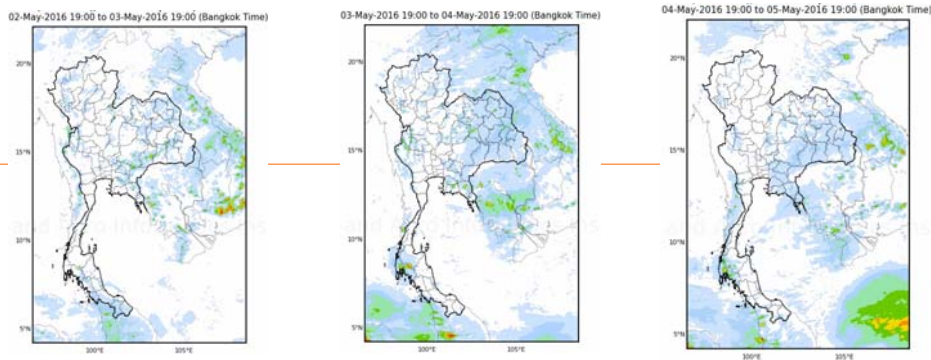 02-May-2016 19:00 to 03-May-2016 19:00 (Bangkok Time)
20°N
15°N
10°N
5°N
100°E
105°E
03-May-2016 19:00 to 04-May-2016 19:00 (Bangkok Time)
20°N
15°N
10°N
5°N
100°E
105°E
04-May-2016 19:00 to 05-May-2016 19:00 (Bangkok Time)
20°N
15°N
10°N
5°N
100°E
105°E